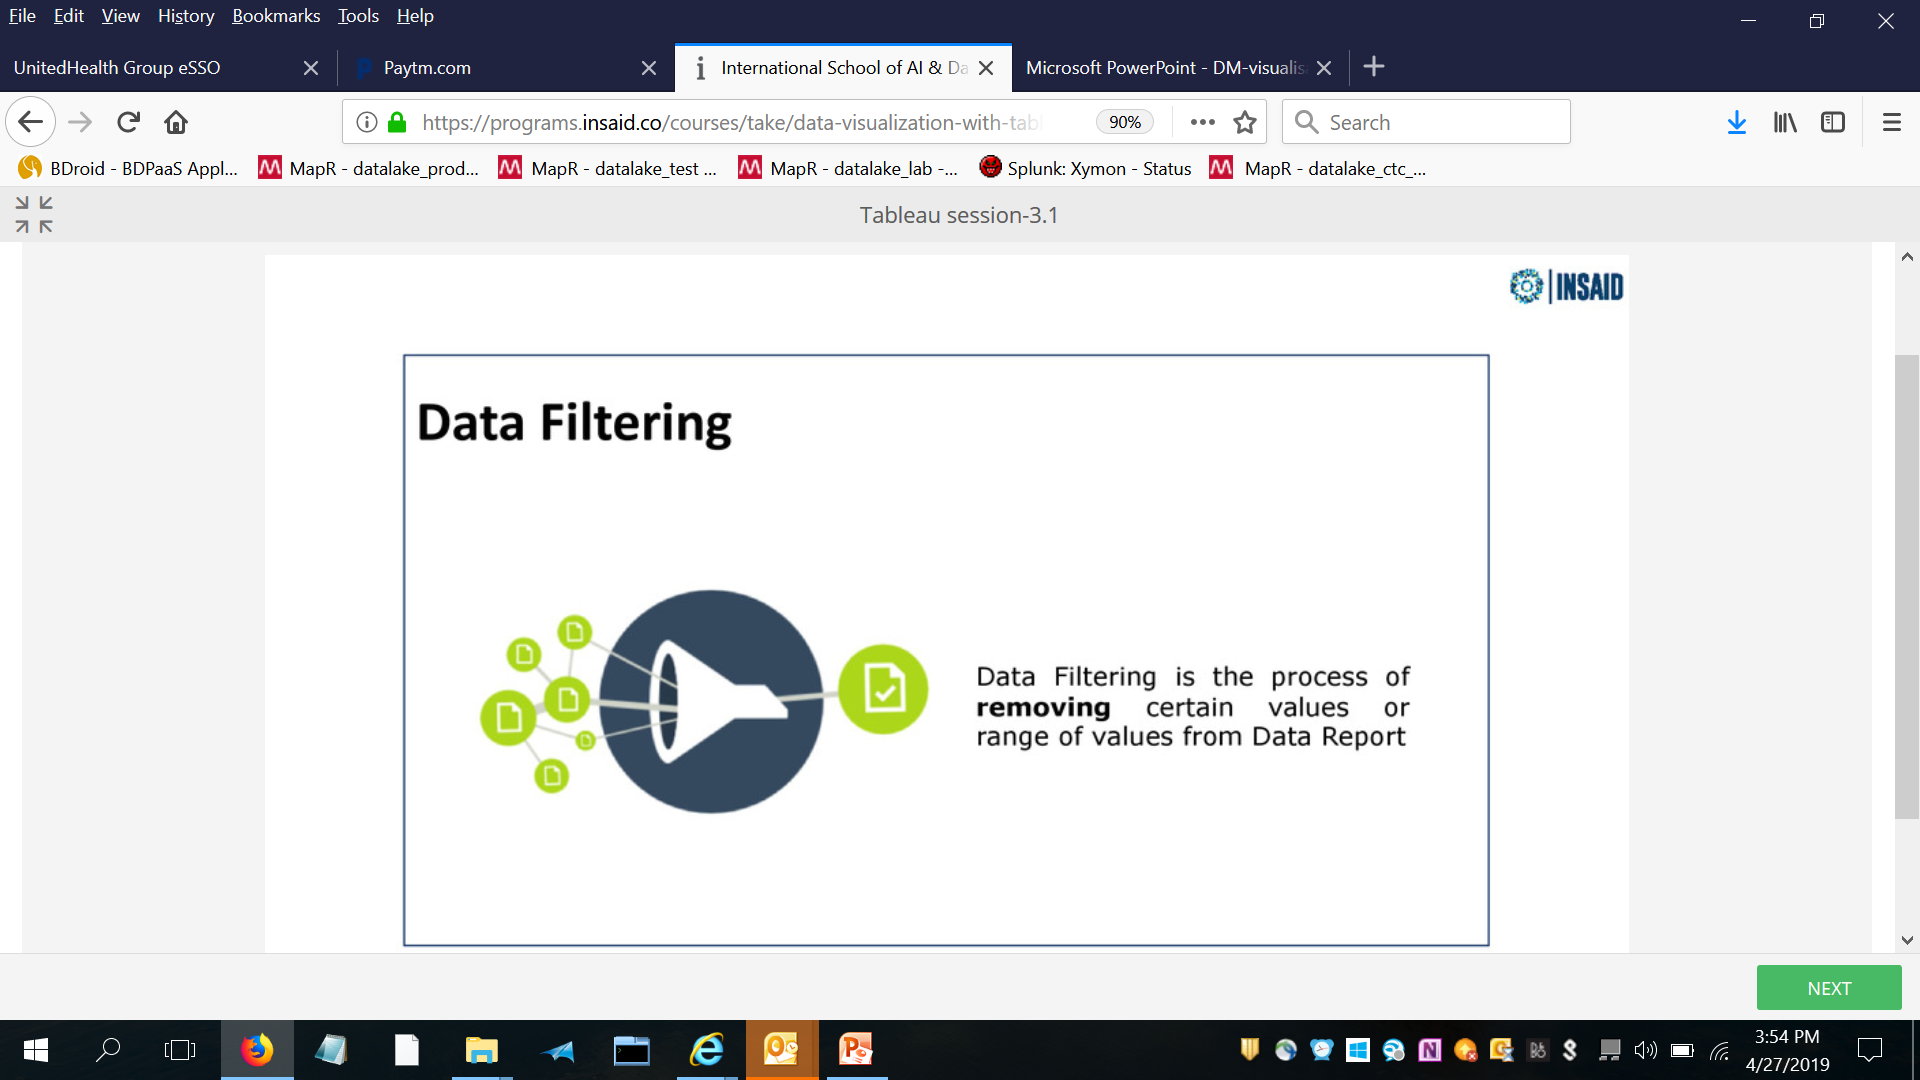 File Edit View History Bookmarks Tools Help
UnitedHealth Group eSSO
Paytm.com
International School of AI & Da
Microsoft PowerPoint - DM-visualis
https://programs.insaid.co/courses/take/data-visualization-with-tabl
90%
Search
BDroid - BDPaaS Appl...
MapR - datalake_prod...
MapR - datalake_test ...
MapR - datalake_lab -...
Splunk: Xymon - Status
MapR - datalake_ctc_...
Tableau session-3.1
INSAID
Data Filtering
Data Filtering is the process of
removing certain values or
range of values from Data Report
NEXT
3:54 PM
4/27/2019